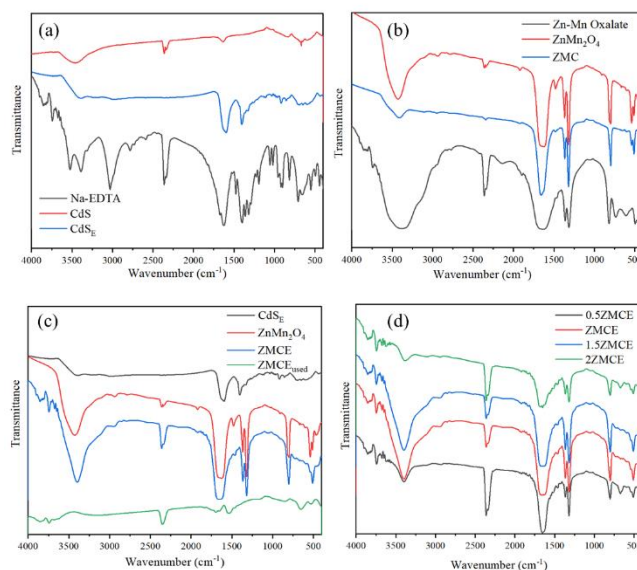 (a)
Transmittance
Na-EDTA
CdS
CdS_E
4000 3500 3000 2500 2000 1500 1000 500
Wavenumber (cm⁻¹)
(b)
Zn-Mn Oxalate
ZnMn₂O₄
ZMC
Transmittance
4000 3500 3000 2500 2000 1500 1000 500
Wavenumber (cm⁻¹)
(c)
CdS_E
ZnMn₂O₄
ZMCE
ZMCE_used
Transmittance
4000 3500 3000 2500 2000 1500 1000 500
Wavenumber (cm⁻¹)
(d)
0.5ZMCE
ZMCE
1.5ZMCE
2ZMCE
Transmittance
4000 3500 3000 2500 2000 1500 1000 500
Wavenumber (cm⁻¹)